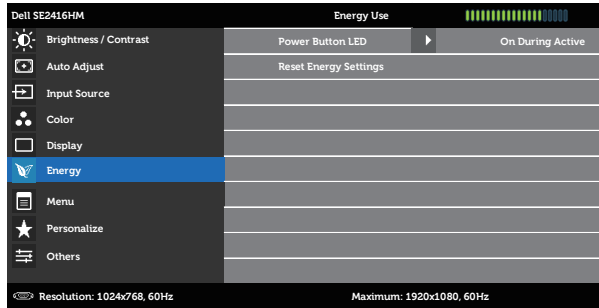 Dell SE2416HM
Energy Use
Brightness / Contrast
Power Button LED
On During Active
Auto Adjust
Reset Energy Settings
Input Source
Color
Display
Energy
Menu
Personalize
Others
Resolution: 1024x768, 60Hz
Maximum: 1920x1080, 60Hz